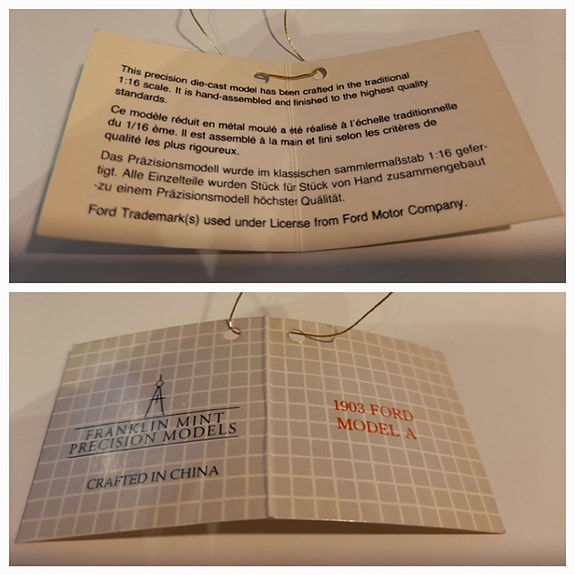 This precision die-cast model has been crafted in the traditional
1:16 scale. It is hand-assembled and finished to the highest quality
standards.
Ce modèle réduit en métal moulé a été réalisé à l'échelle traditionnelle
du 1/16 ème. Il est assemblé à la main et fini selon les critères de
qualité les plus rigoureux.
Das Präzisionsmodell wurde im klassischen sammlermaßstab 1:16 gefer-
tigt. Alle Einzelteile wurden Stück für Stück von Hand zusammengebaut
-zu einem Präzisionsmodell höchster Qualität.
Ford Trademark(s) used under License from Ford Motor Company.
FRANKLIN MINT
PRECISION MODELS
CRAFTED IN CHINA
1903 FORD
MODEL A